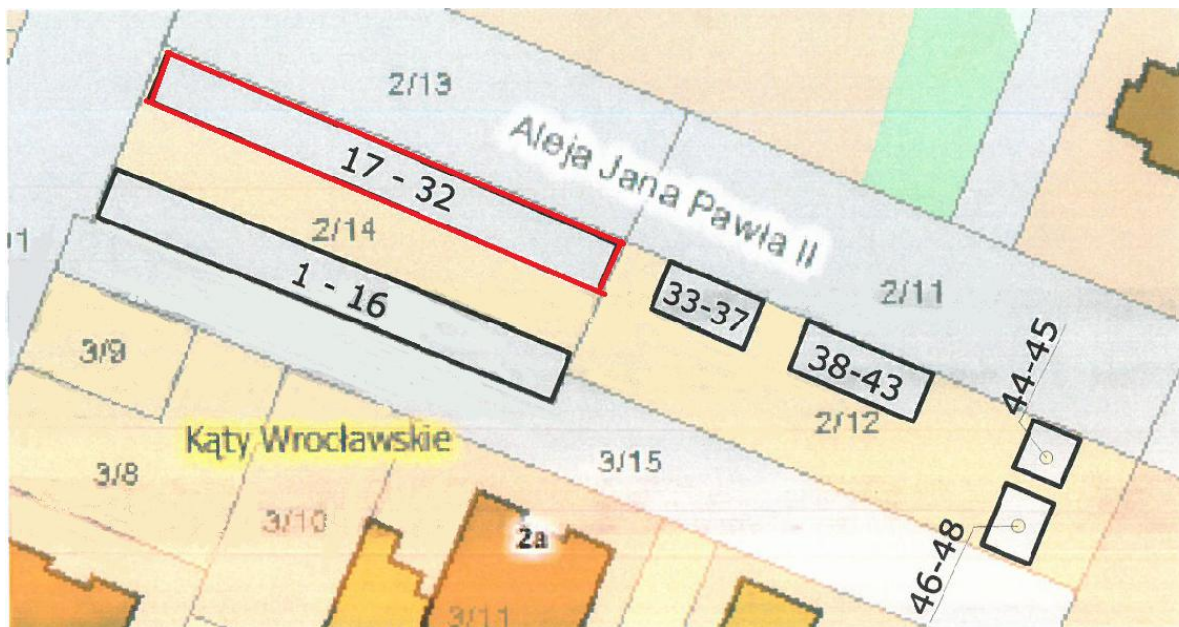 2/13
Aleja Jana Pawła II
17 - 32
2/14
1 - 16
33-37
2/11
38-43
44-45
2/12
3/9
Kąty Wrocławskie
3/15
3/8
3/10
2a
46-48
3/11